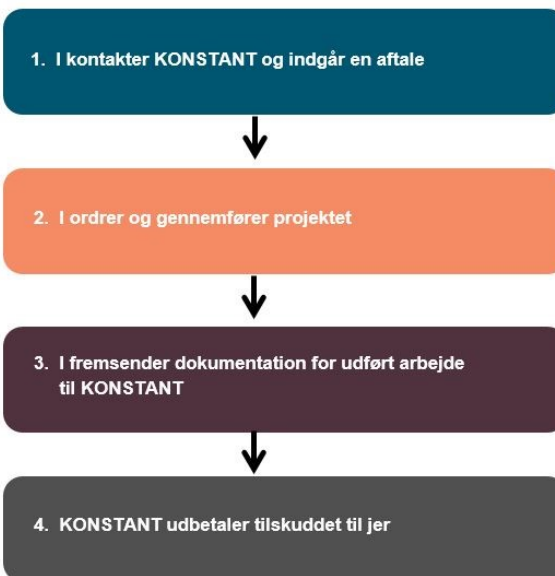 1. I kontakter KONSTANT og indgår en aftale
2. I ordrer og gennemfører projektet
3. I fremsender dokumentation for udført arbejde
til KONSTANT
4. KONSTANT udbetaler tilskuddet til jer